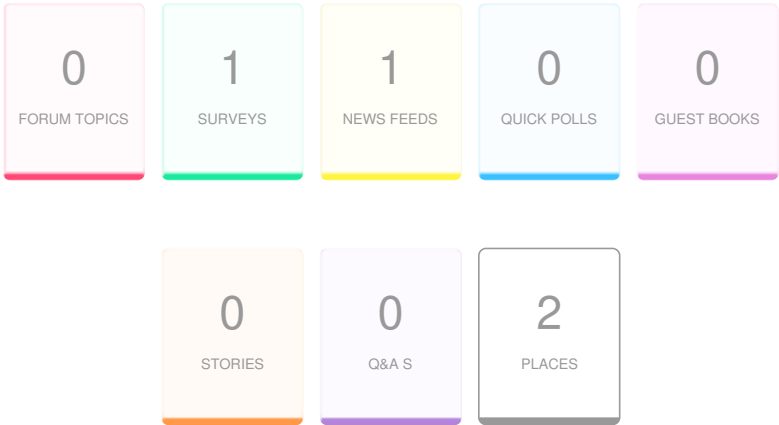 0 1 1 0 0
FORUM TOPICS SURVEYS NEWS FEEDS QUICK POLLS GUEST BOOKS
0 0 2
STORIES Q&A S PLACES